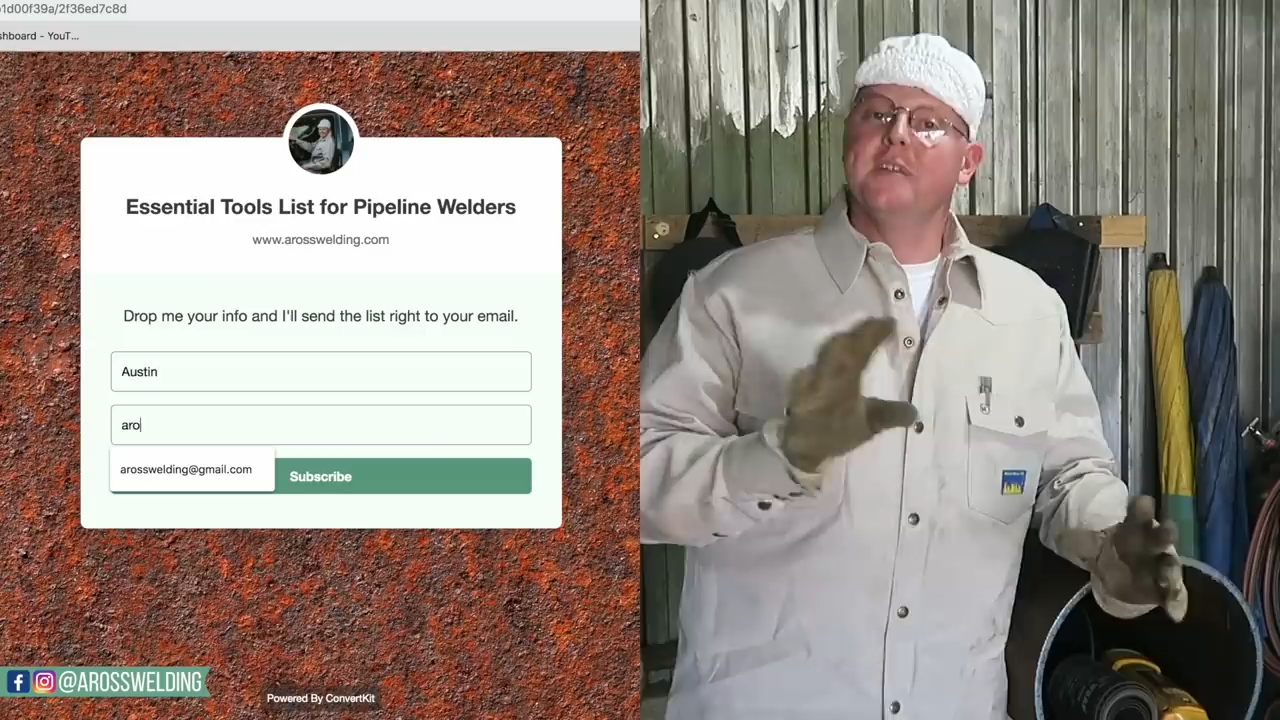 1d00f39a/2f36ed7c8d
shboard - YouT...
Essential Tools List for Pipeline Welders
www.arosswelding.com
Drop me your info and I'll send the list right to your email.
Austin
aro
arosswelding@gmail.com
Subscribe
@AROSSWELDING
Powered By ConvertKit